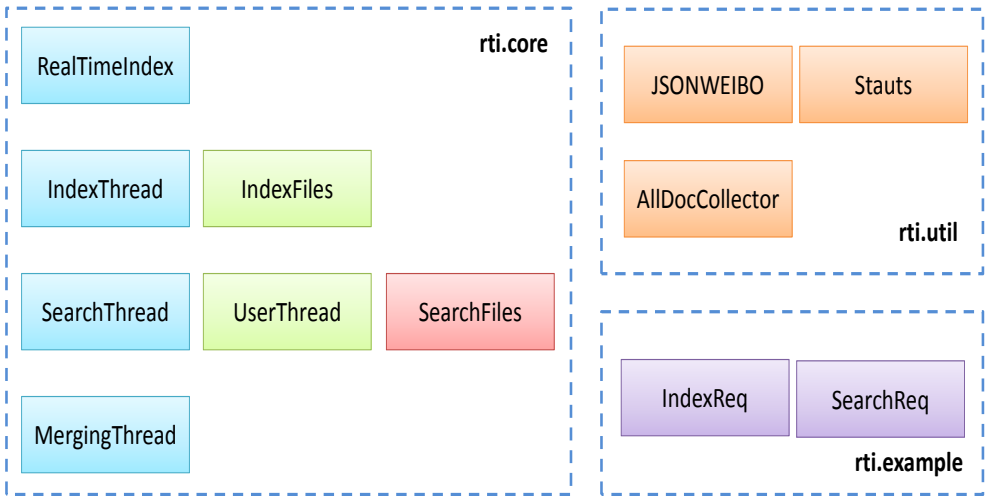 rti.core
RealTimeIndex
IndexThread
IndexFiles
SearchThread
UserThread
SearchFiles
MergingThread
JSONWEIBO
Stauts
AllDocCollector
rti.util
IndexReq
SearchReq
rti.example